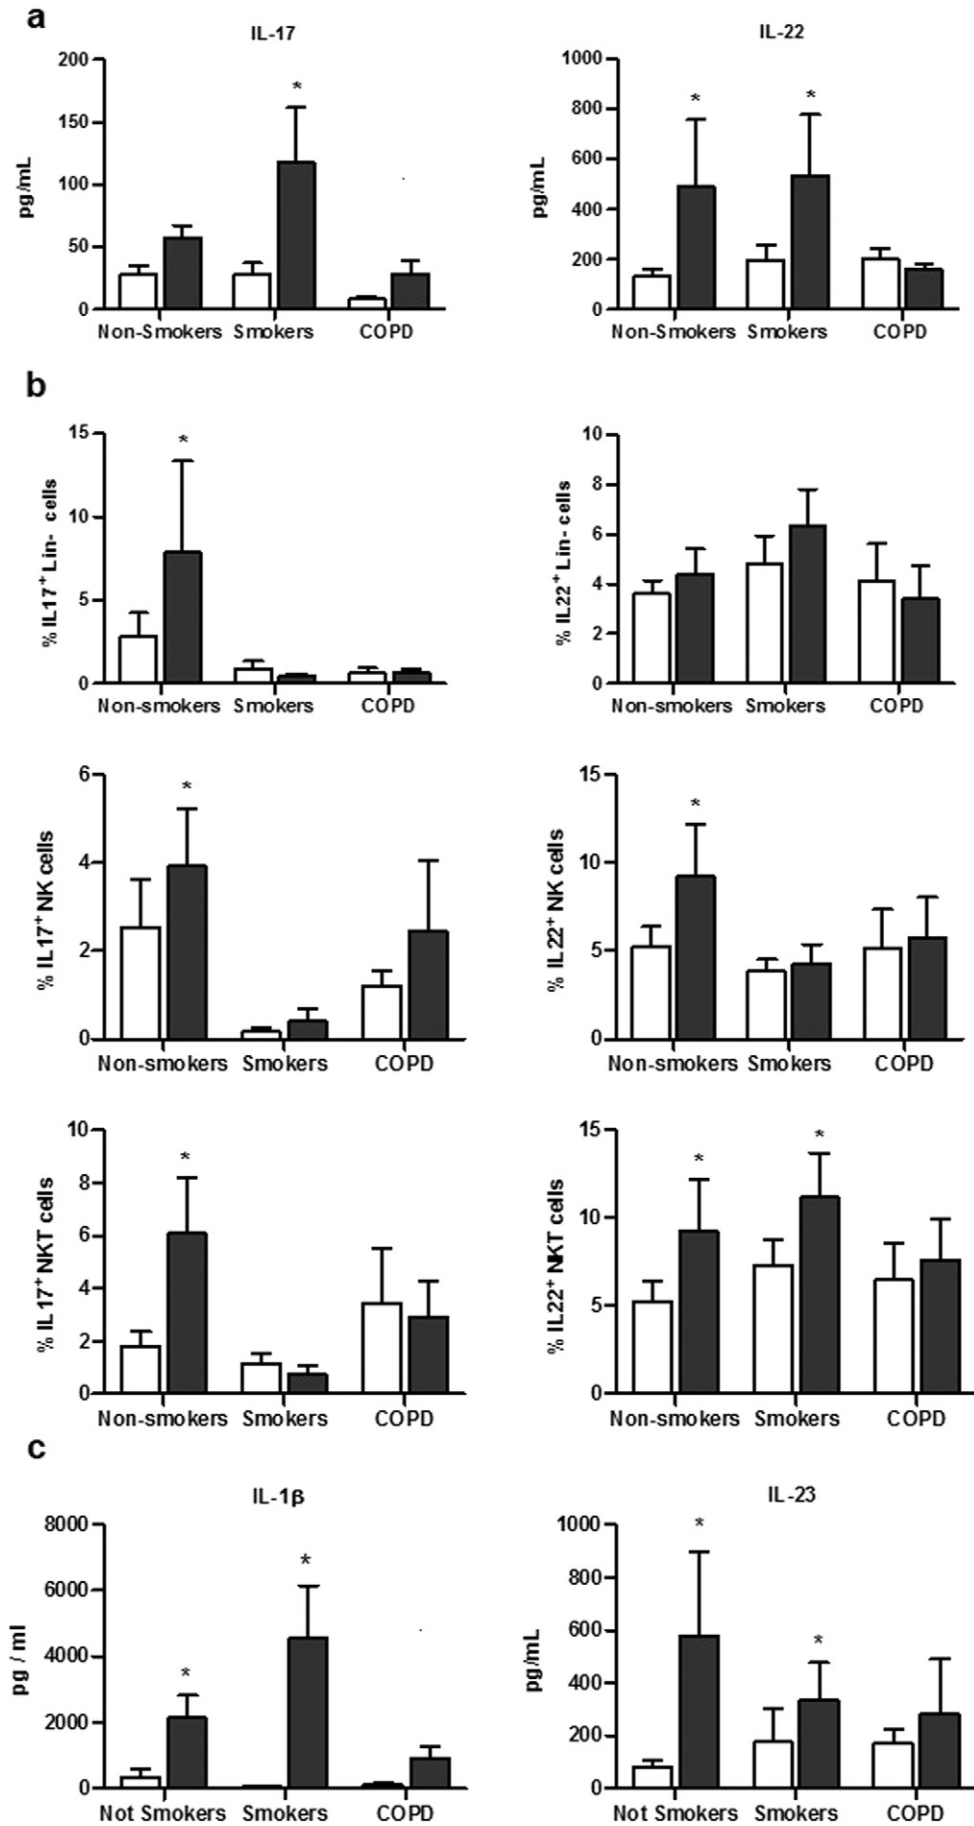 a
IL-17
200
150
100
50
0
pg/mL
*
Non-Smokers Smokers COPD
IL-22
1000
800
600
400
200
0
pg/mL
* *
Non-Smokers Smokers COPD
b
15
10
5
0
% IL17+ Lin- cells
*
Non-smokers Smokers COPD
10
8
6
4
2
0
% IL22+ Lin- cells
Non-smokers Smokers COPD
6
4
2
0
% IL17+ NK cells
*
Non-smokers Smokers COPD
15
10
5
0
% IL22+ NK cells
*
Non-smokers Smokers COPD
10
8
6
4
2
0
% IL17+ NKT cells
*
Non-smokers Smokers COPD
15
10
5
0
% IL22+ NKT cells
* *
Non-smokers Smokers COPD
c
IL-1β
8000
6000
4000
2000
0
pg / ml
* *
Not Smokers Smokers COPD
IL-23
1000
800
600
400
200
0
pg/mL
* *
Not Smokers Smokers COPD